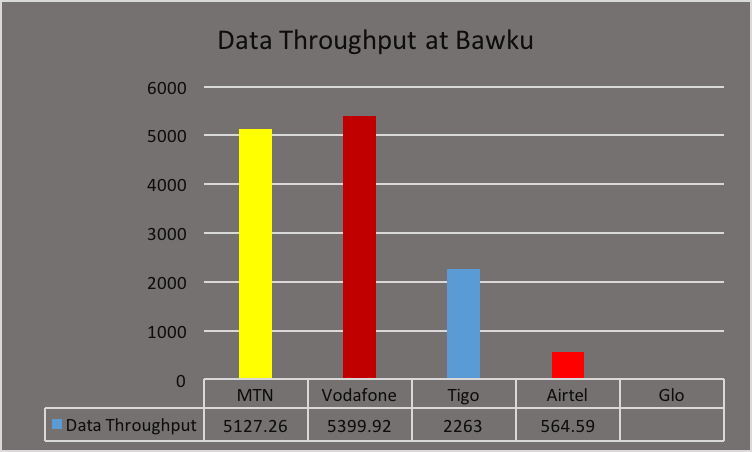 Data Throughput at Bawku
6000
5000
4000
3000
2000
1000
0
MTN Vodafone Tigo Airtel Glo
Data Throughput 5127.26 5399.92 2263 564.59